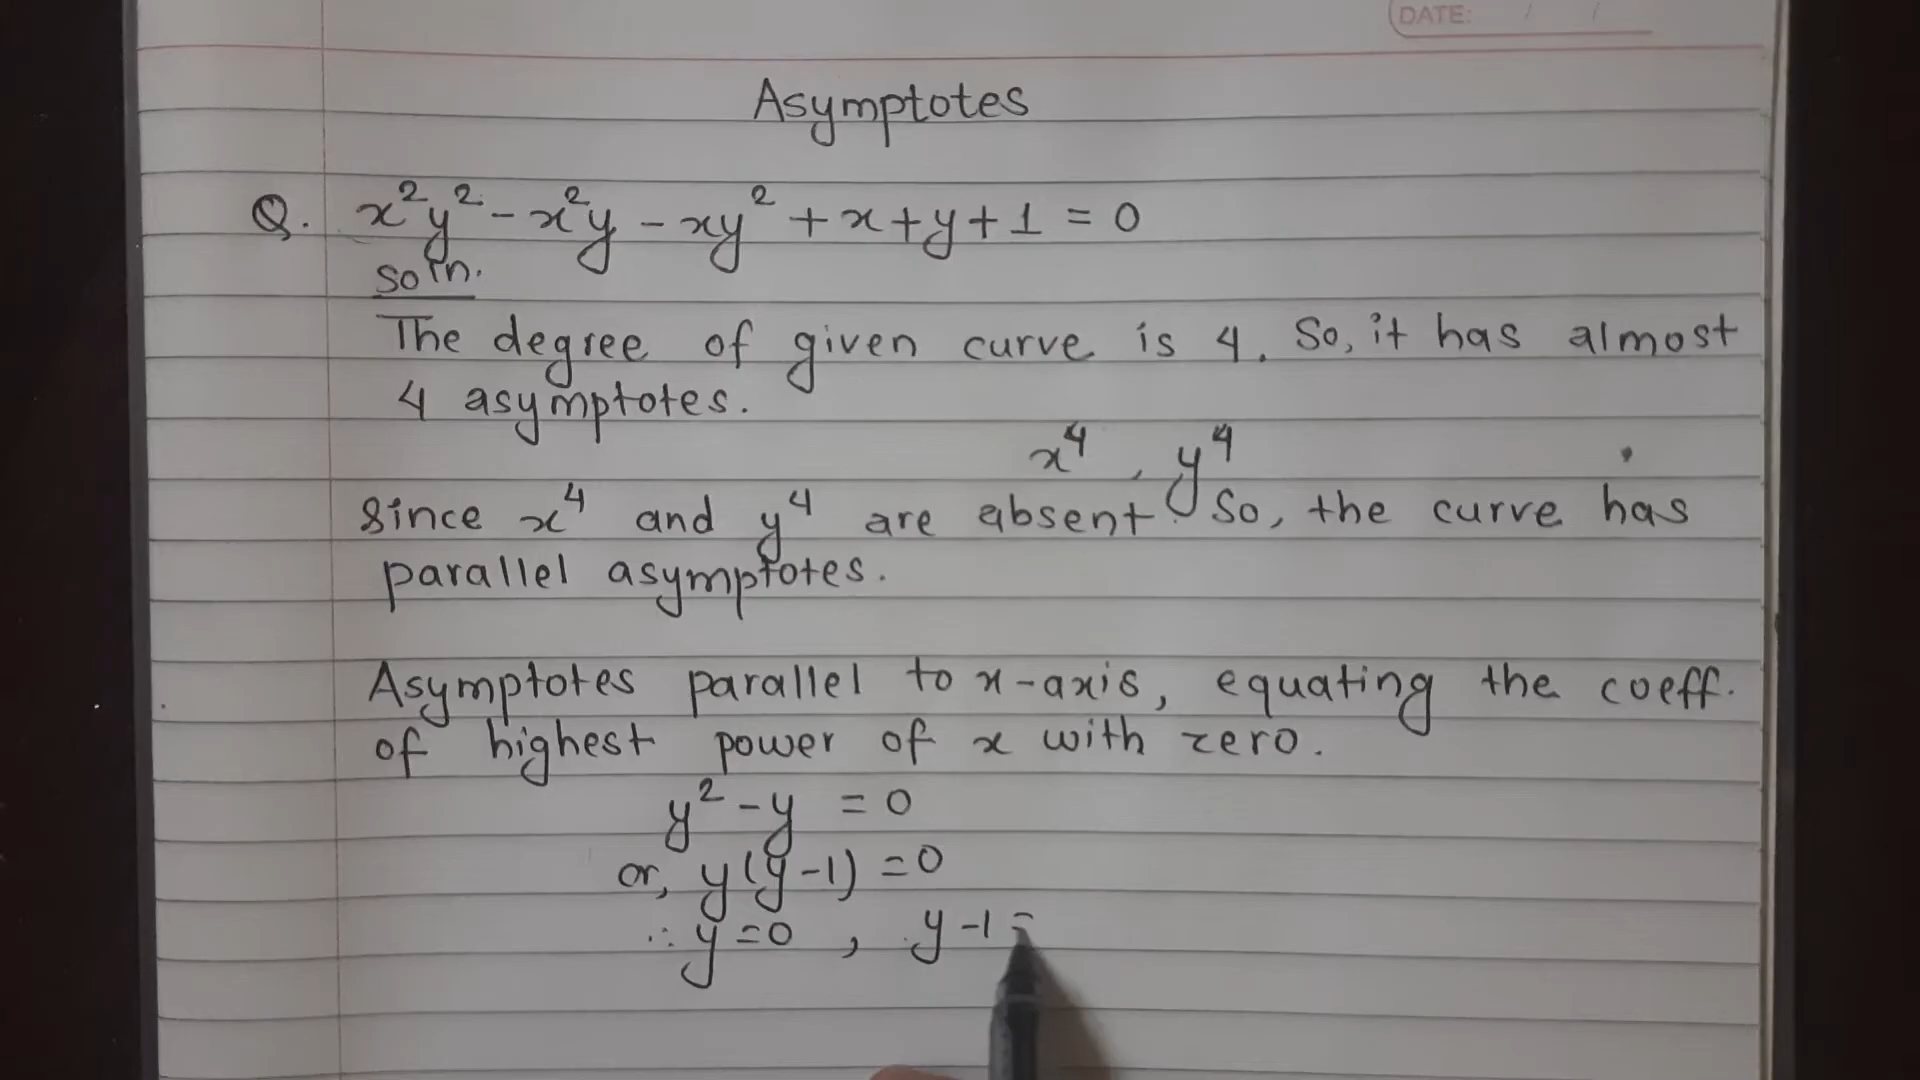 DATE: / /
Asymptotes
Q. x²y² - x²y - xy² + x + y + 1 = 0
soln.
The degree of given curve is 4. So, it has almost
4 asymptotes.
x⁴, y⁴
since x⁴ and y⁴ are absent. So, the curve has
parallel asymptotes.
Asymptotes parallel to x-axis, equating the coeff.
of highest power of x with zero.
y² - y = 0
or, y(y-1) = 0
∴ y = 0 , y - 1 =